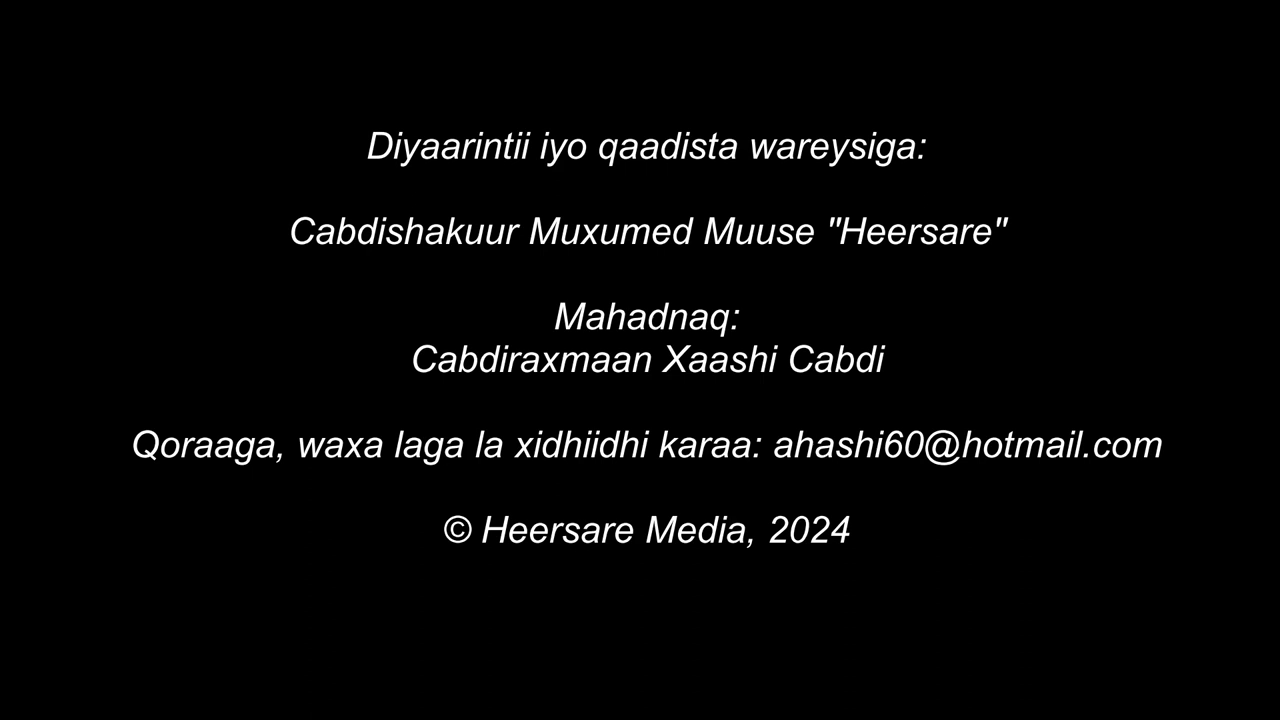 Diyaarintii iyo qaadista wareysiga:
Cabdishakuur Muxumed Muuse "Heersare"
Mahadnaq:
Cabdiraxmaan Xaashi Cabdi
Qoraaga, waxa laga la xidhiidhi karaa: ahashi60@hotmail.com
© Heersare Media, 2024